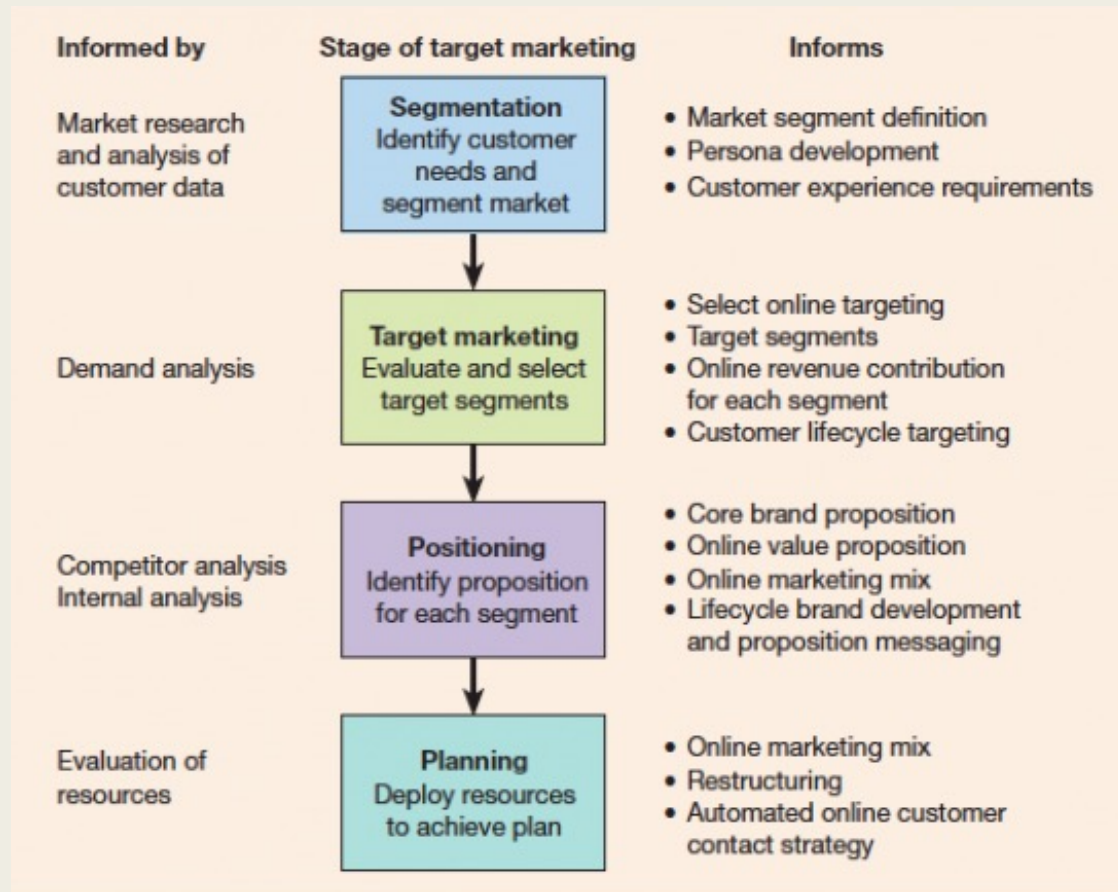 Informed by
Stage of target marketing
Informs
Market research
and analysis of
customer data
Segmentation
Identify customer
needs and
segment market
• Market segment definition
• Persona development
• Customer experience requirements
Demand analysis
Target marketing
Evaluate and select
target segments
• Select online targeting
• Target segments
• Online revenue contribution
for each segment
• Customer lifecycle targeting
Competitor analysis
Internal analysis
Positioning
Identify proposition
for each segment
• Core brand proposition
• Online value proposition
• Online marketing mix
• Lifecycle brand development
and proposition messaging
Evaluation of
resources
Planning
Deploy resources
to achieve plan
• Online marketing mix
• Restructuring
• Automated online customer
contact strategy